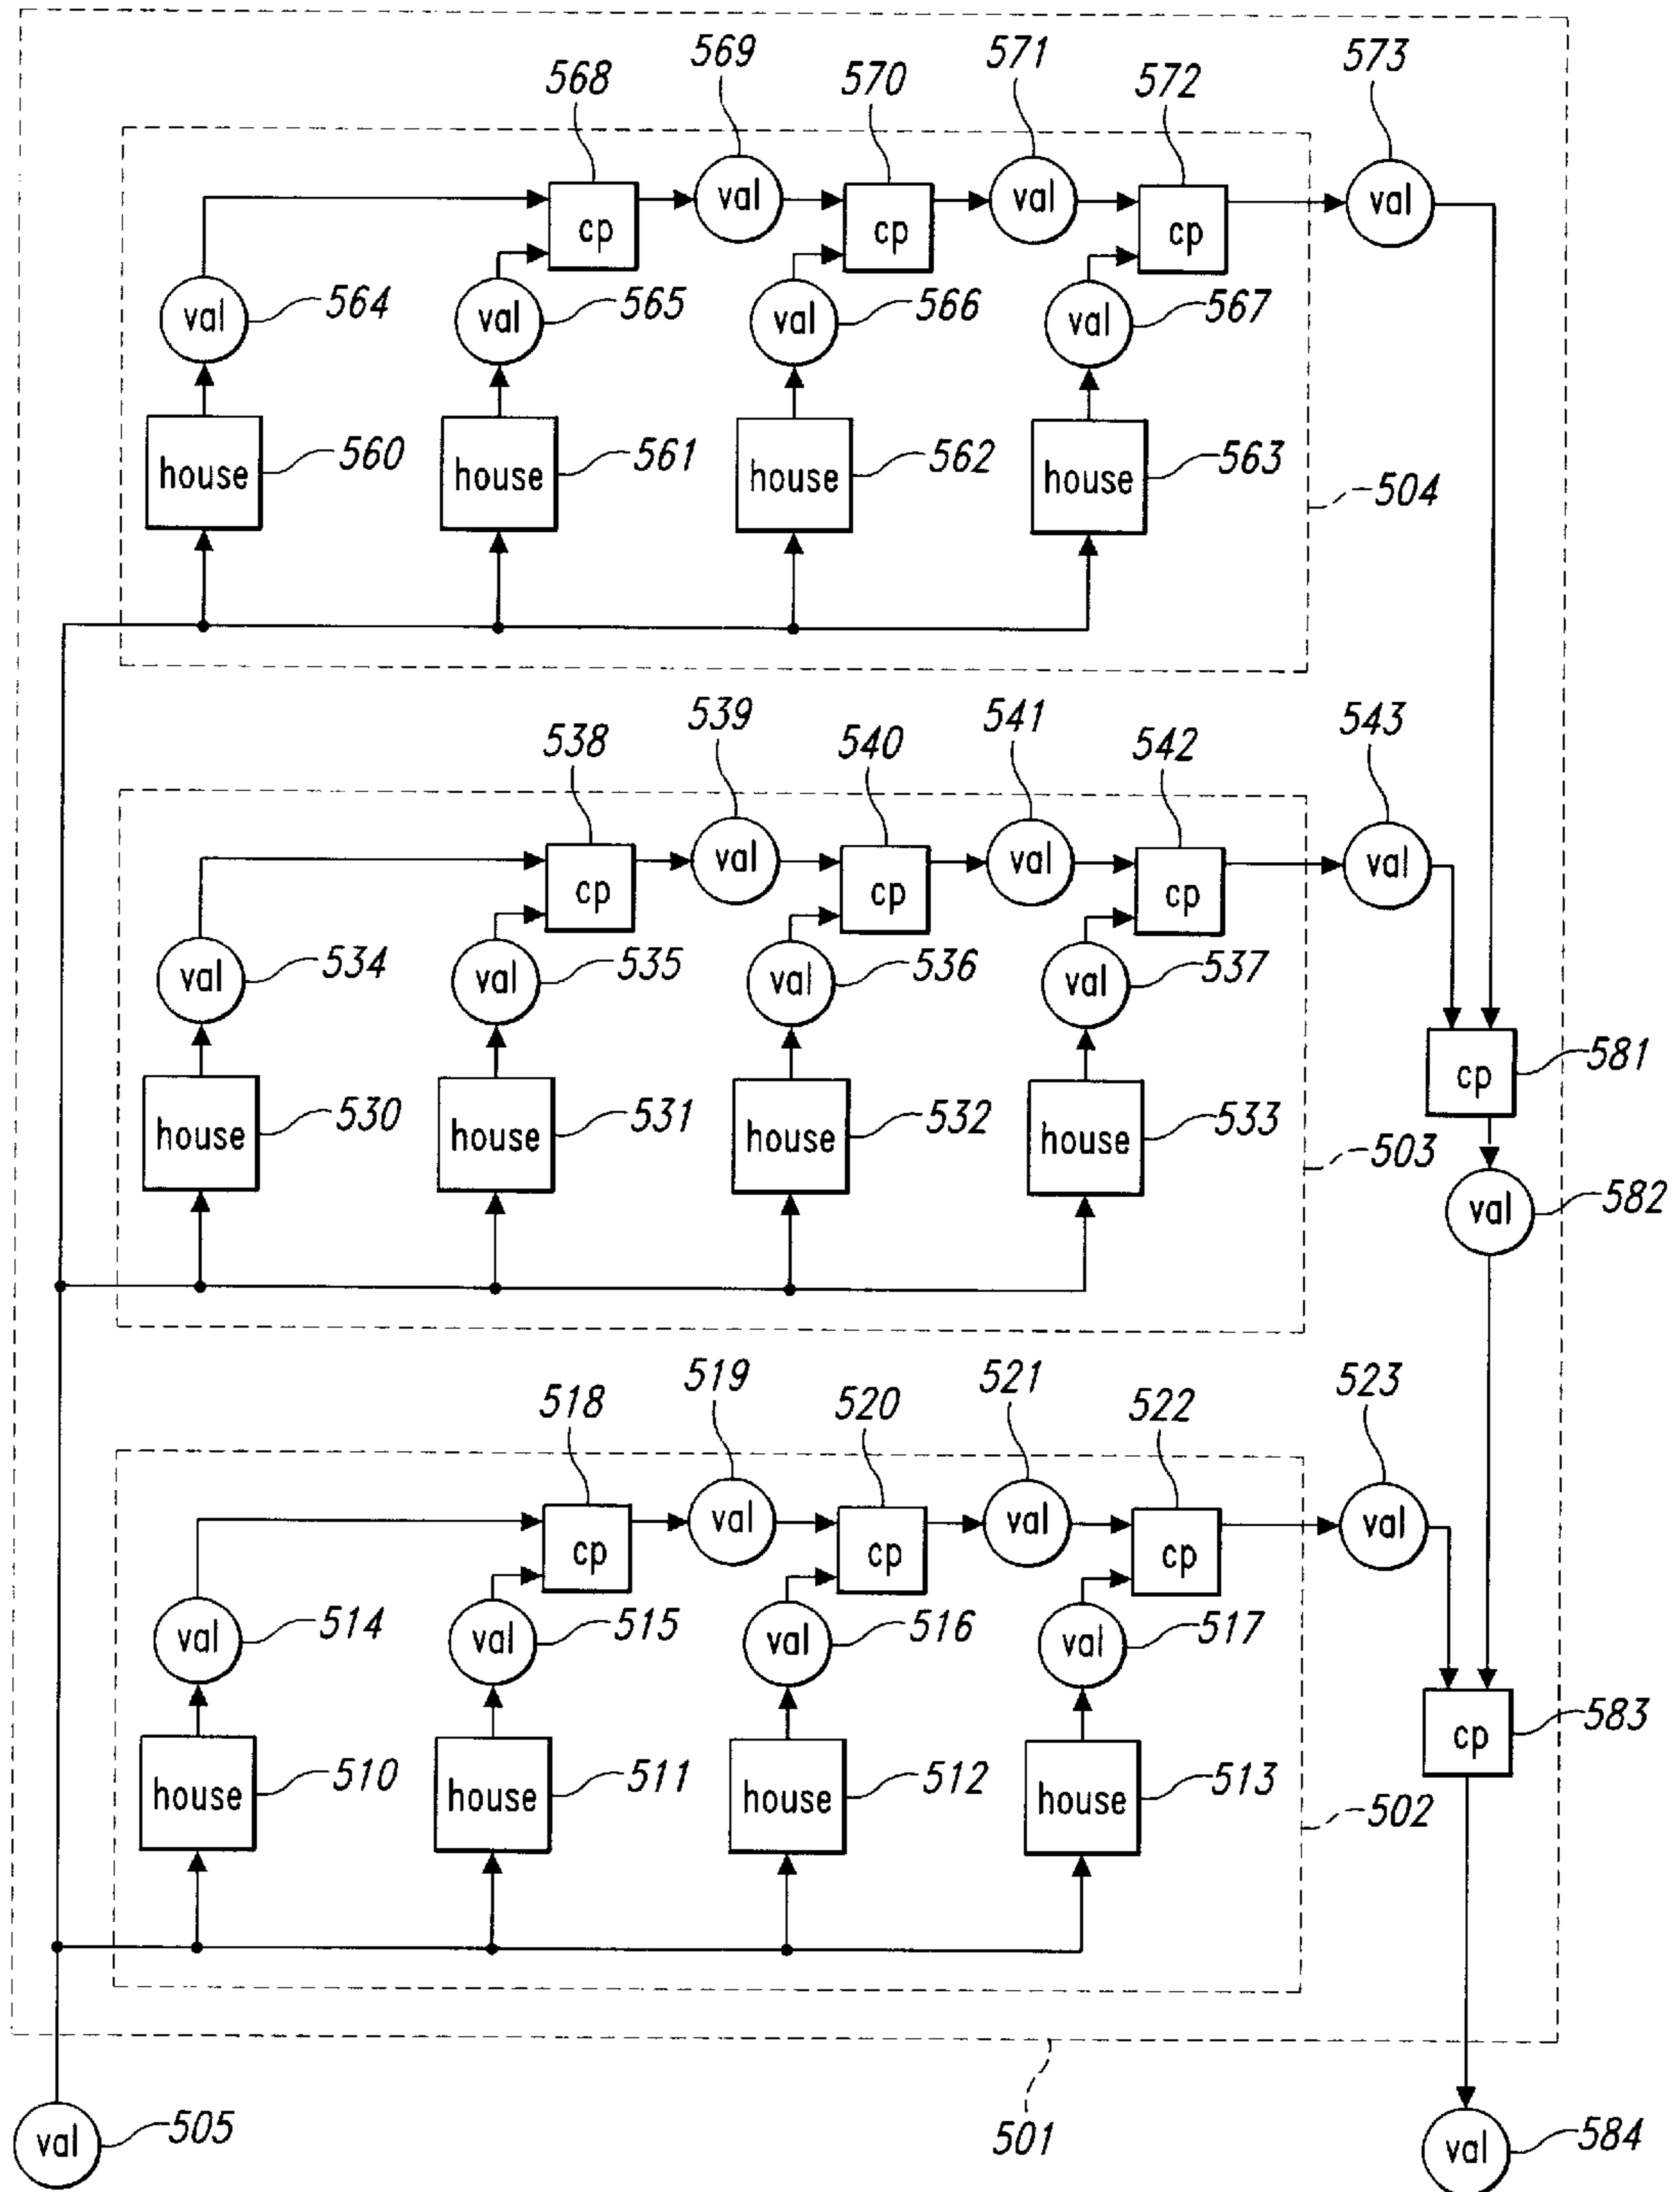 569
571
573
568
570
572
val
val
val
cp
cp
cp
val
564
val
565
val
566
val
567
house
560
house
561
house
562
house
563
504
539
541
543
538
540
542
val
val
val
cp
cp
cp
val
534
val
535
val
536
val
537
cp
581
house
530
house
531
house
532
house
533
503
val
582
519
521
523
518
520
522
val
val
val
cp
cp
cp
val
514
val
515
val
516
val
517
cp
583
house
510
house
511
house
512
house
513
502
501
val
505
val
584